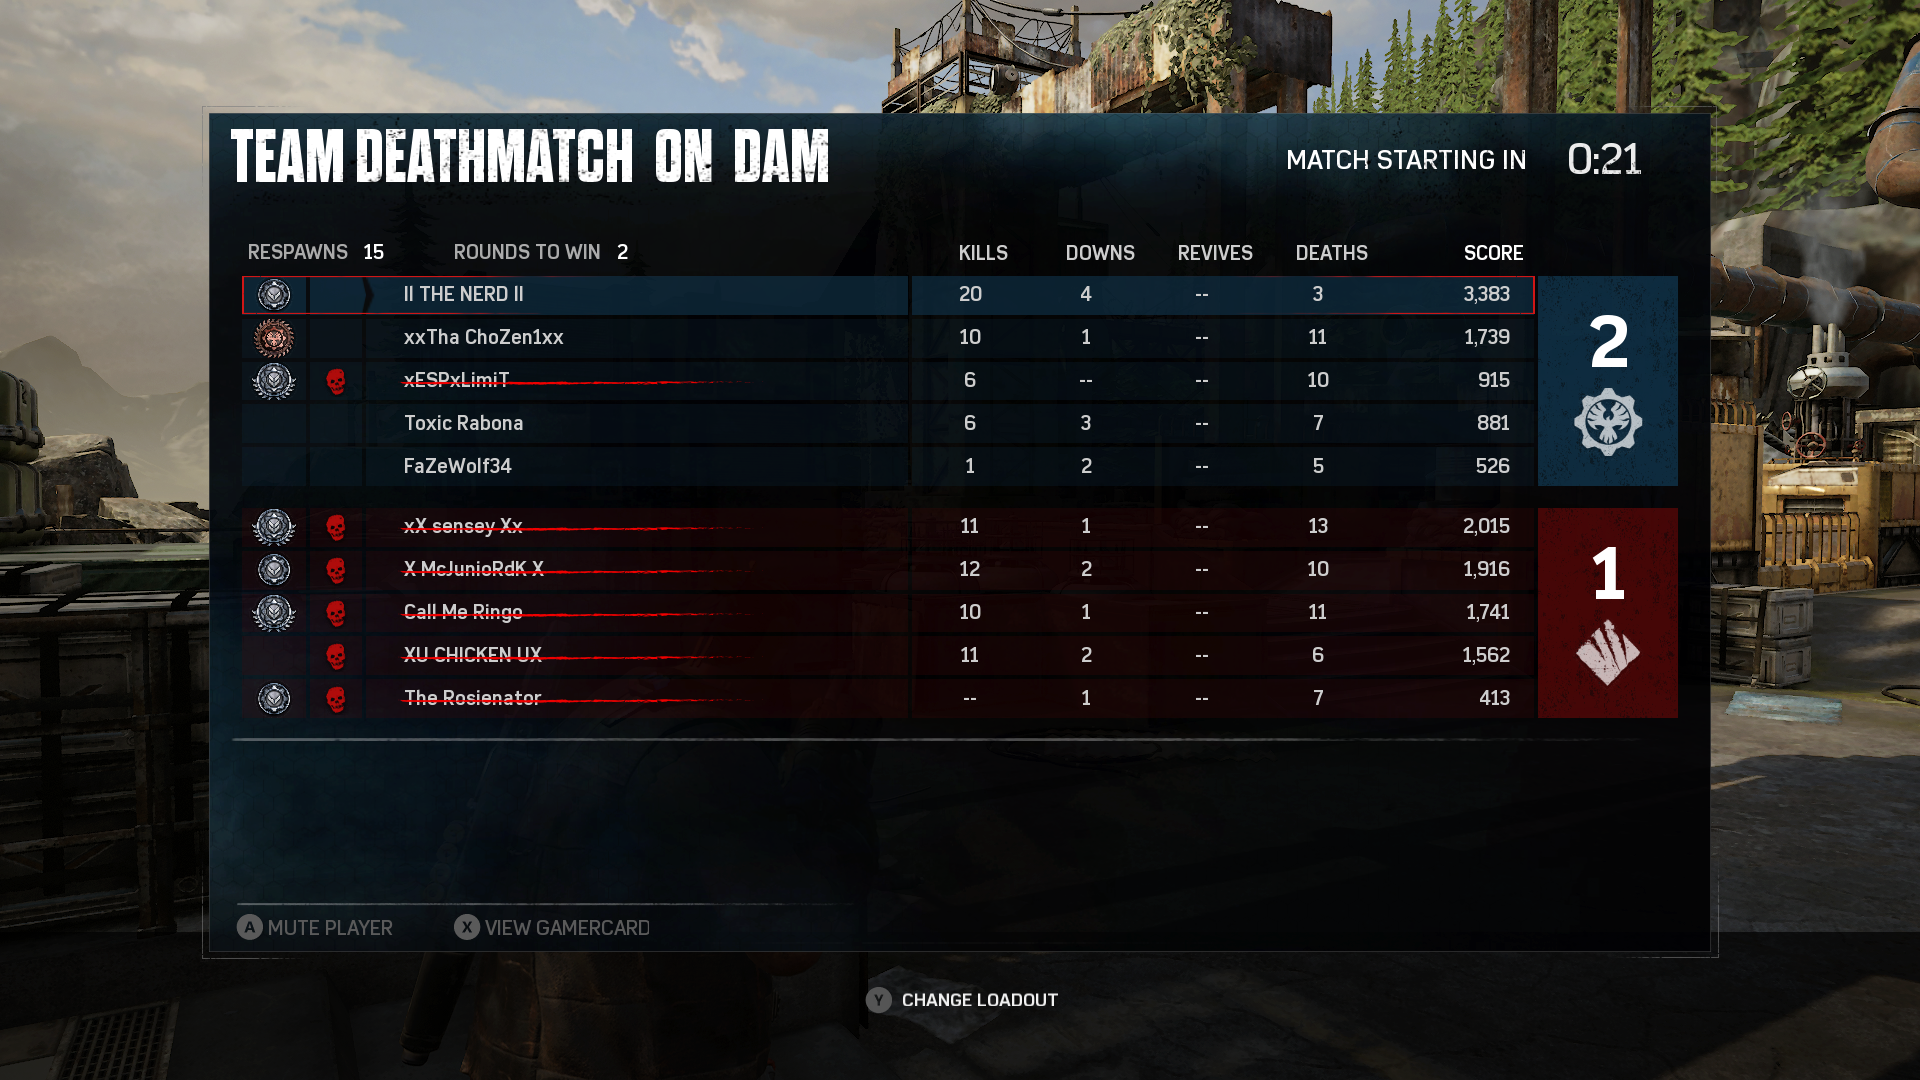 TEAM DEATHMATCH ON DAM
MATCH STARTING IN 0:21
RESPAWNS 15 ROUNDS TO WIN 2 KILLS DOWNS REVIVES DEATHS SCORE
II THE NERD II 20 4 -- 3 3,383
xxTha ChoZen1xx 10 1 -- 11 1,739
xESPxLimiT 6 -- -- 10 915
Toxic Rabona 6 3 -- 7 881
FaZeWolf34 1 2 -- 5 526
2
xX sensey Xx 11 1 -- 13 2,015
X McJunioRdK X 12 2 -- 10 1,916
Call Me Ringo 10 1 -- 11 1,741
XU CHICKEN UX 11 2 -- 6 1,562
The Rosienator -- 1 -- 7 413
1
A MUTE PLAYER X VIEW GAMERCARD
Y CHANGE LOADOUT